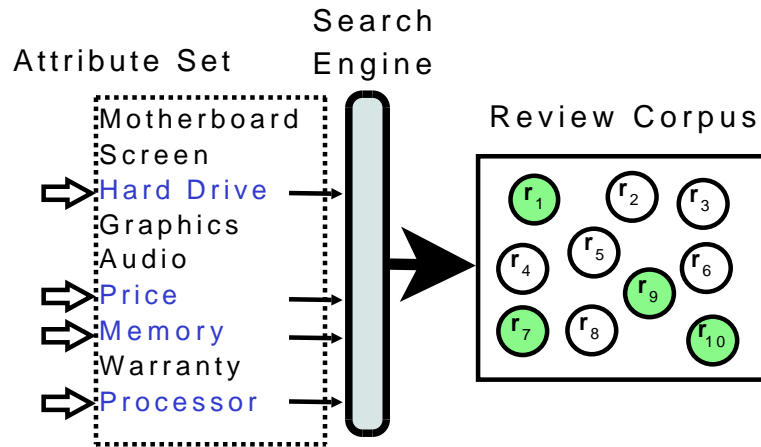 Search
Engine
Attribute Set
Review Corpus
Motherboard
Screen
Hard Drive
Graphics
Audio
Price
Memory
Warranty
Processor
r1
r2
r3
r4
r5
r6
r9
r7
r8
r10